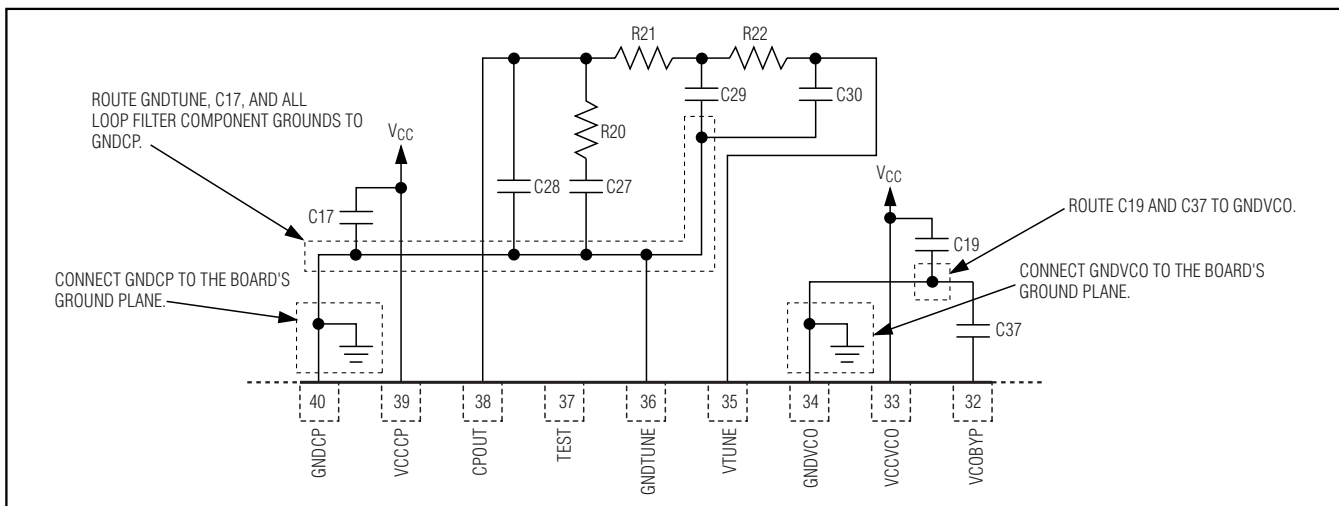 R21
R22
ROUTE GNDTUNE, C17, AND ALL
LOOP FILTER COMPONENT GROUNDS TO
GNDCP.
C29
C30
VCC
R20
C28
C27
C17
VCC
ROUTE C19 AND C37 TO GNDVCO.
C19
CONNECT GNDCP TO THE BOARD'S
GROUND PLANE.
CONNECT GNDVCO TO THE BOARD'S
GROUND PLANE.
C37
40
39
38
37
36
35
34
33
32
GNDCP
VCCCP
CPOUT
TEST
GNDTUNE
VTUNE
GNDVCO
VCCVCO
VCOBYP